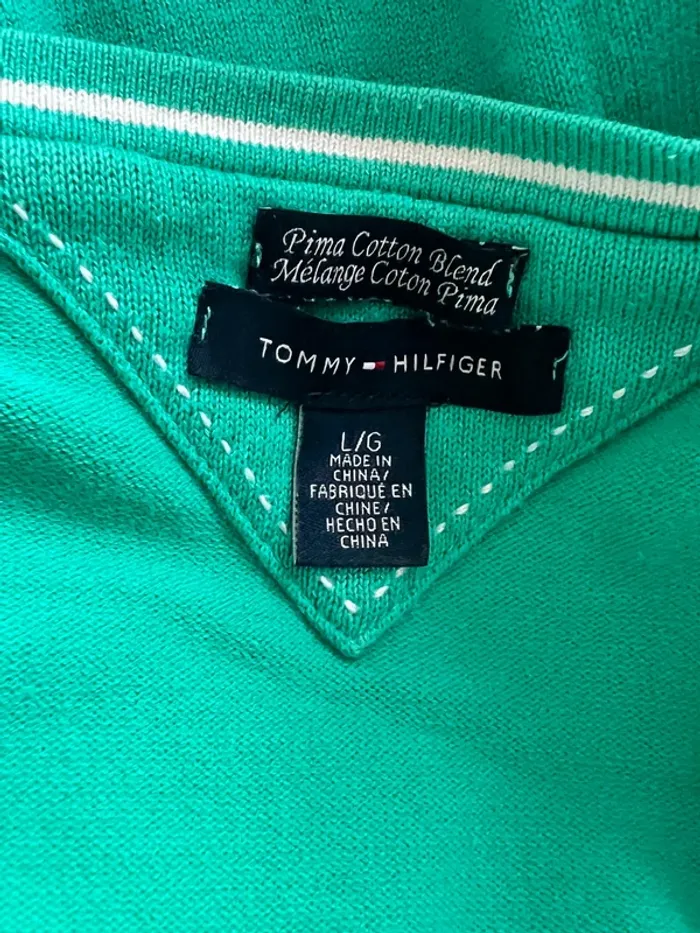 Pima Cotton Blend
Mélange Coton Pima
TOMMY HILFIGER
L/G
MADE IN
CHINA/
FABRIQUÉ EN
CHINE/
HECHO EN
CHINA